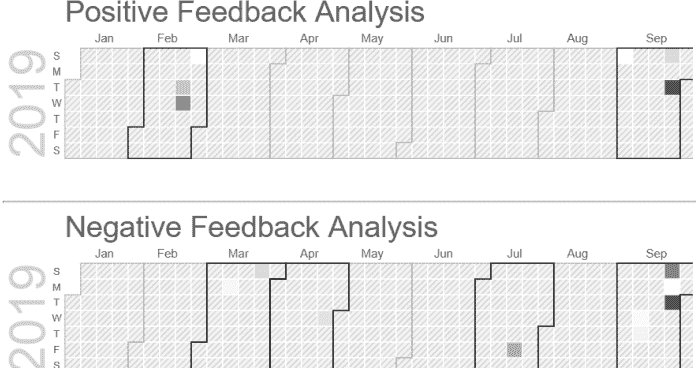 Positive Feedback Analysis
Jan Feb Mar Apr May Jun Jul Aug Sep
2019
S
M
T
W
T
F
S
Negative Feedback Analysis
Jan Feb Mar Apr May Jun Jul Aug Sep
2019
S
M
T
W
T
F
S